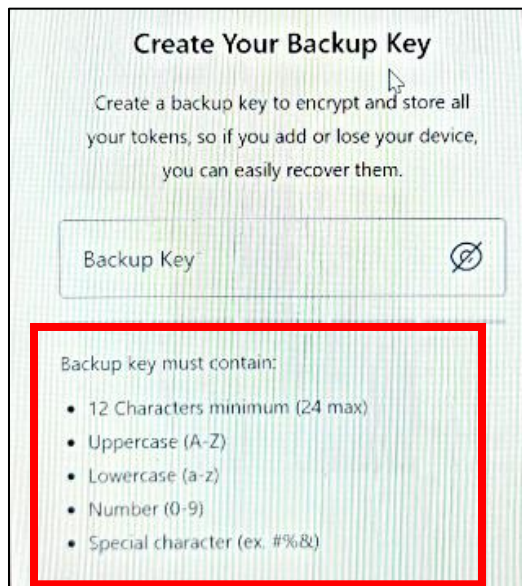 Create Your Backup Key
Create a backup key to encrypt and store all
your tokens, so if you add or lose your device,
you can easily recover them.
Backup Key
Backup key must contain:
• 12 Characters minimum (24 max)
• Uppercase (A-Z)
• Lowercase (a-z)
• Number (0-9)
• Special character (ex. #%&)